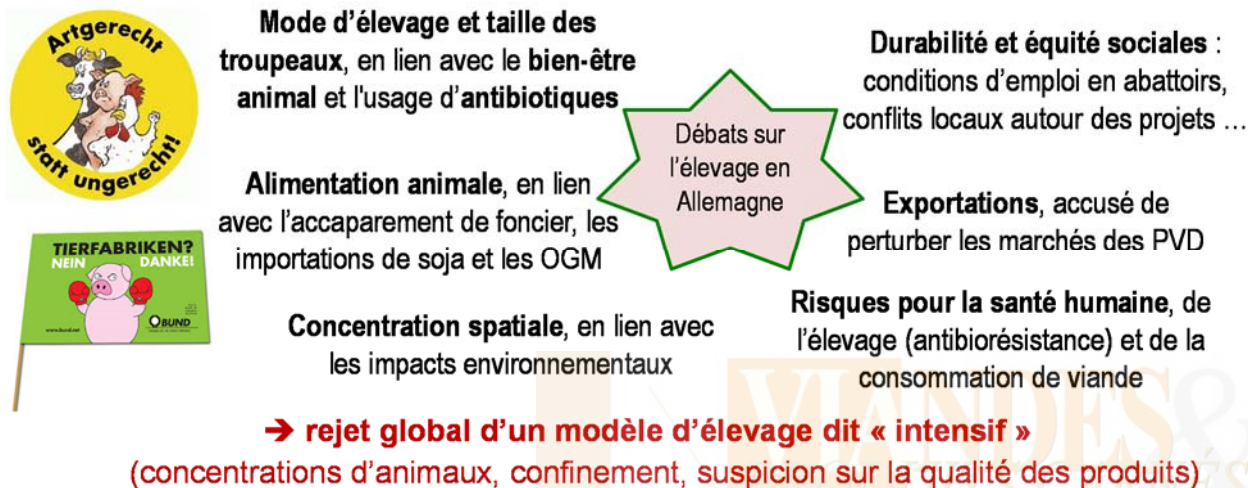 Artgerecht
statt ungerecht!
Mode d’élevage et taille des
troupeaux, en lien avec le bien-être
animal et l'usage d’antibiotiques
Alimentation animale, en lien
avec l’accaparement de foncier, les
importations de soja et les OGM
TIERFABRIKEN?
NEIN DANKE!
www.bund.net
BUND
Concentration spatiale, en lien avec
les impacts environnementaux
Débats sur
l’élevage en
Allemagne
Durabilité et équité sociales :
conditions d’emploi en abattoirs,
conflits locaux autour des projets …
Exportations, accusé de
perturber les marchés des PVD
Risques pour la santé humaine, de
l’élevage (antibiorésistance) et de la
consommation de viande
➔ rejet global d’un modèle d’élevage dit « intensif »
(concentrations d’animaux, confinement, suspicion sur la qualité des produits)
VIANDES&